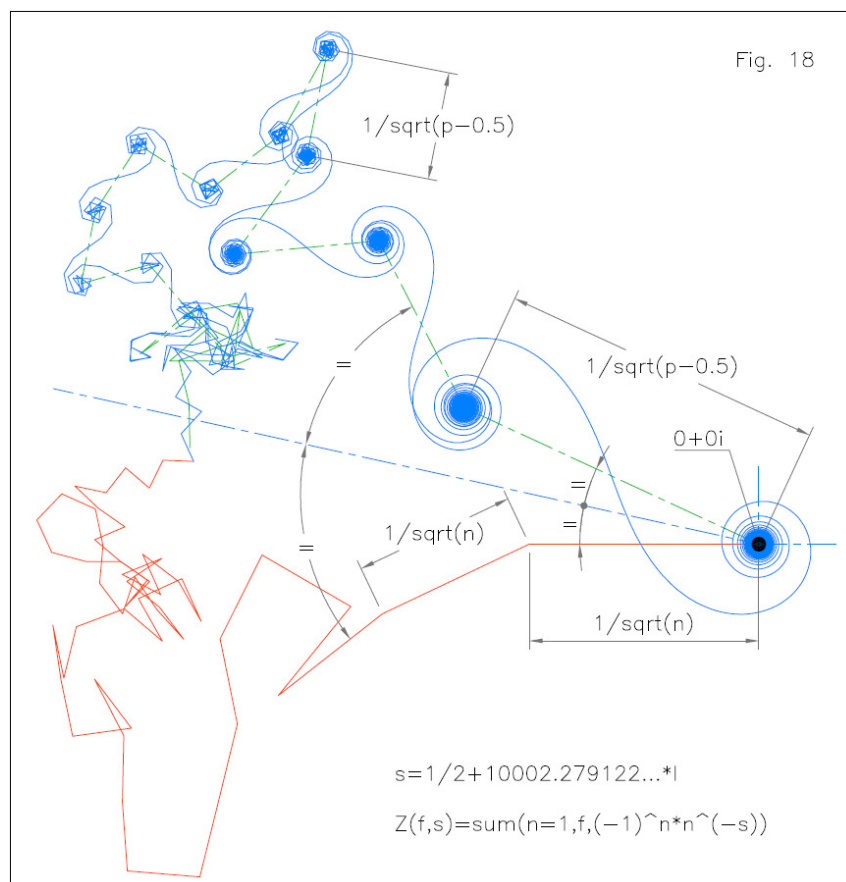 Fig. 18
1/sqrt(p-0.5)
=
1/sqrt(p-0.5)
0+0i
=
=
1/sqrt(n)
=
1/sqrt(n)
s=1/2+10002.279122...*I
Z(f,s)=sum(n=1,f,(-1)^n*n^(-s))